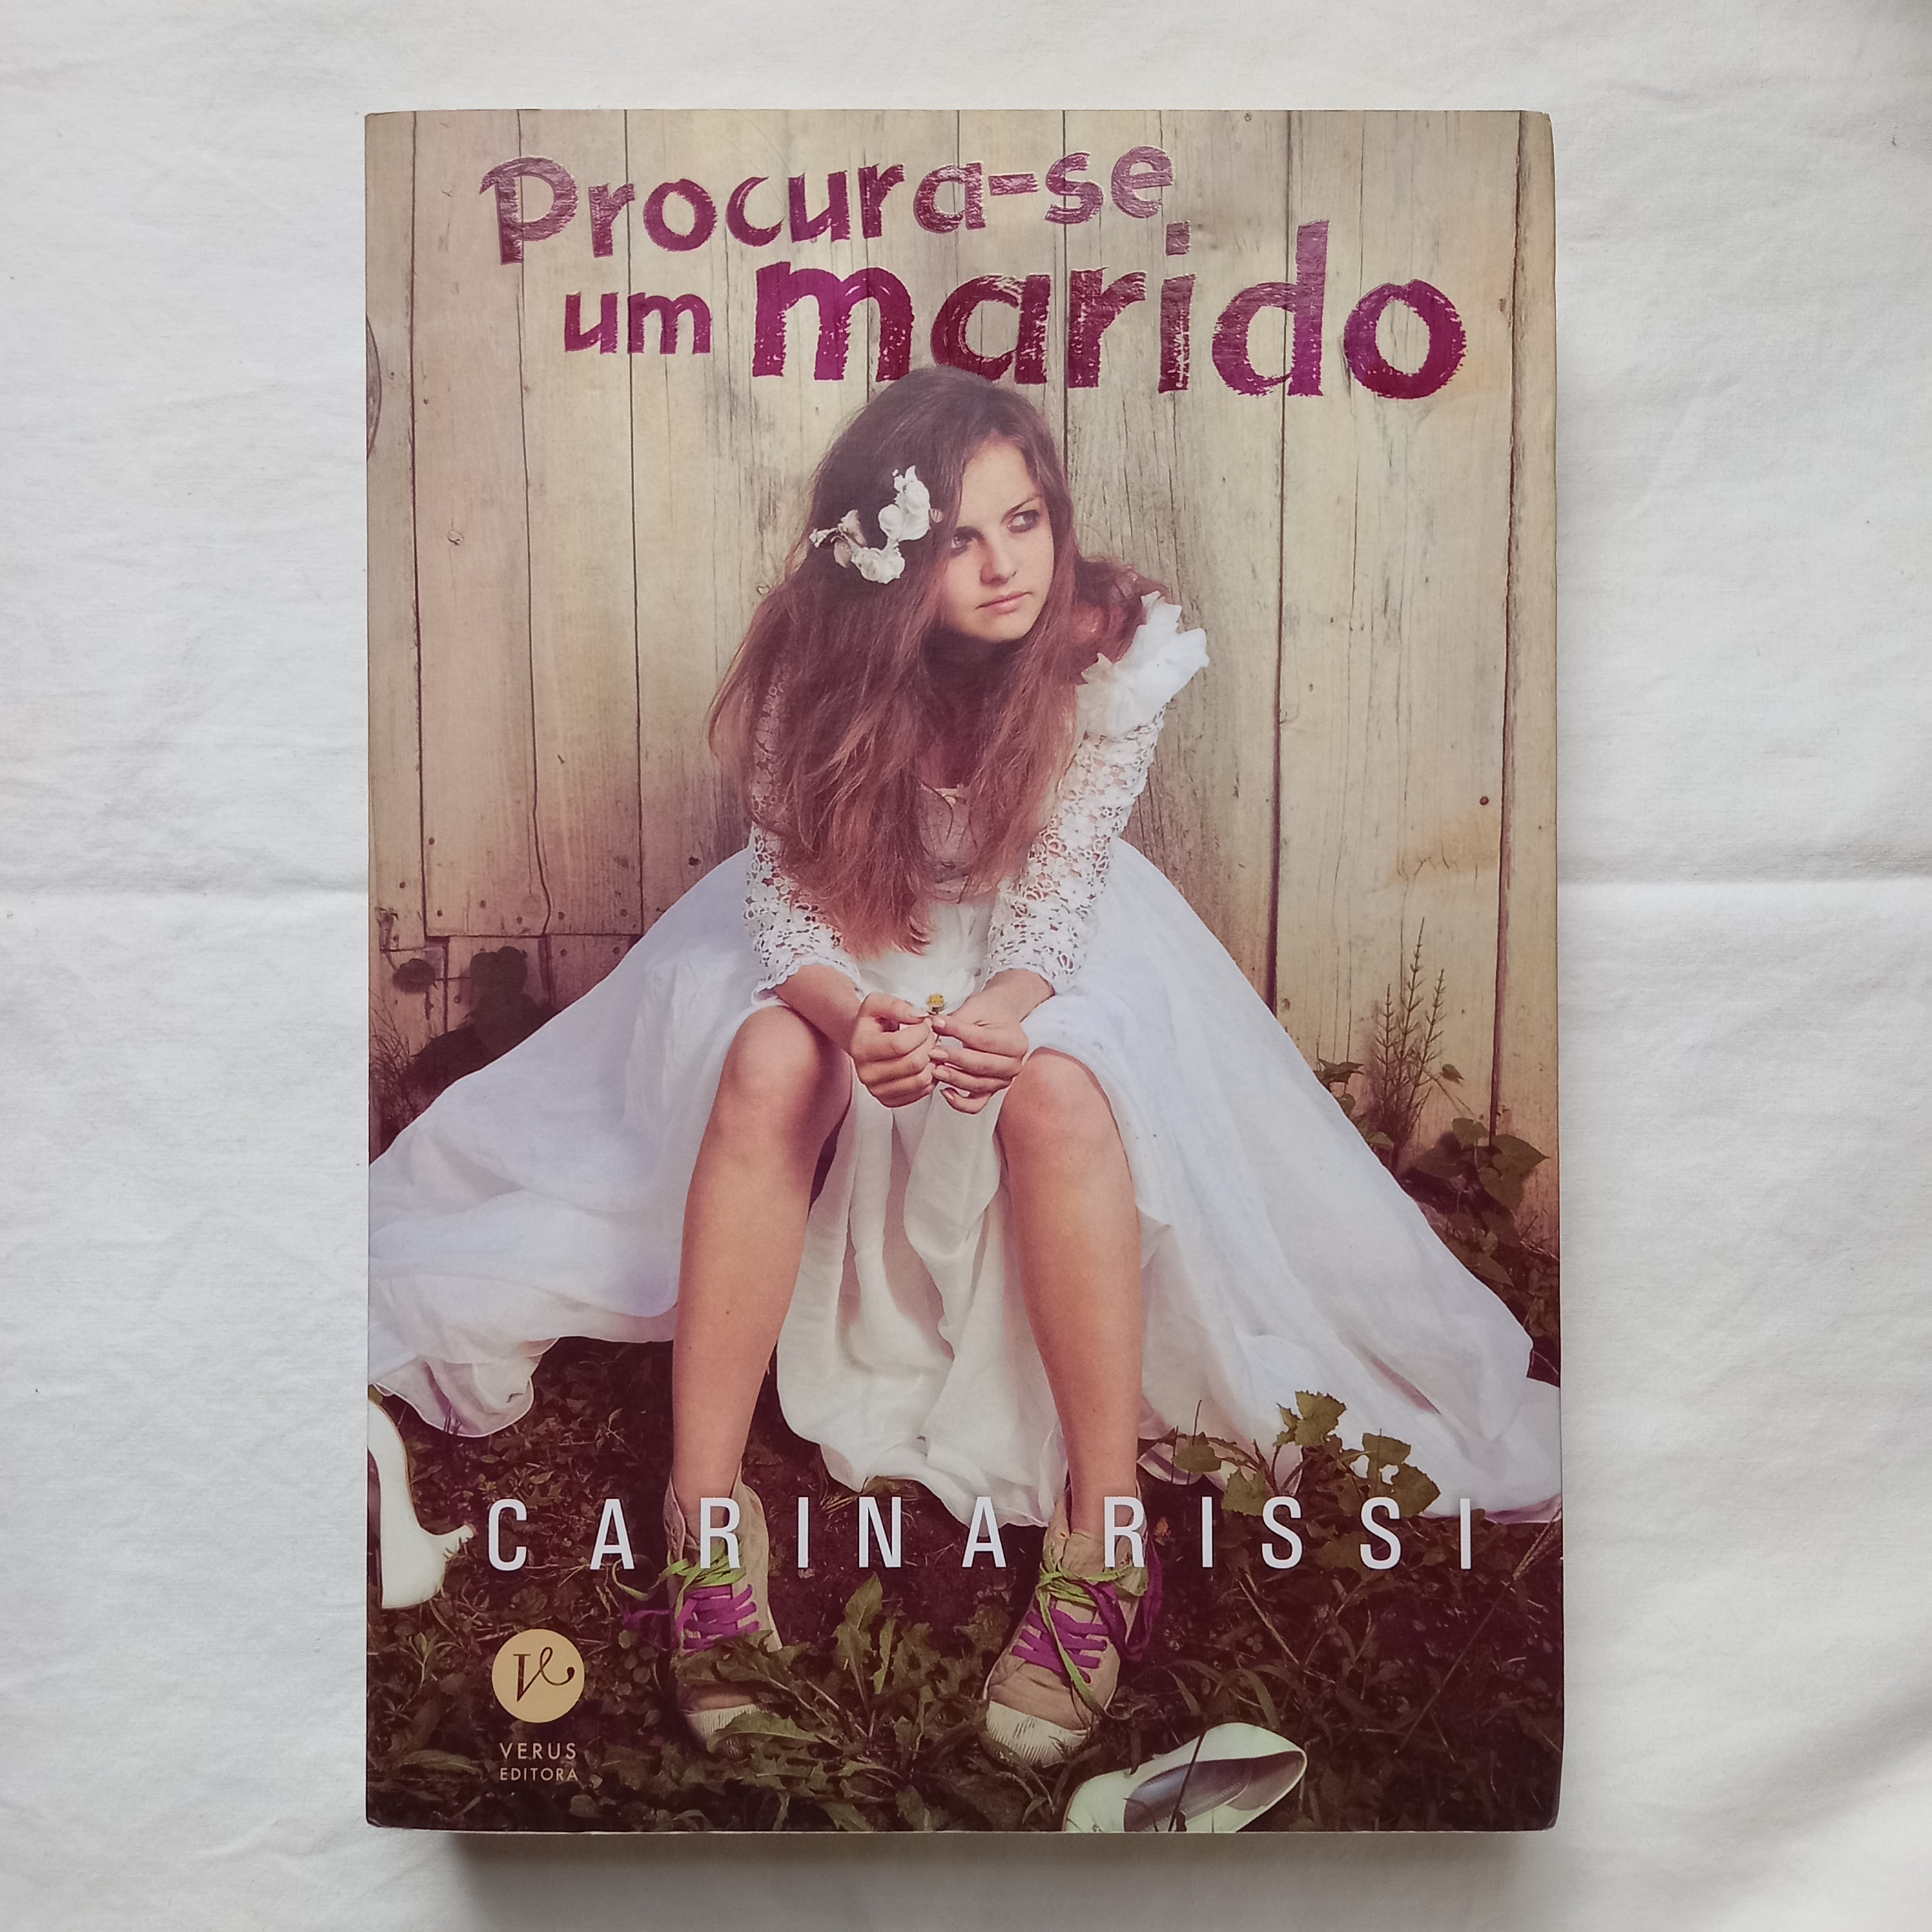 Procura-se
um marido
CARINA RISSI
VERUS
EDITORA